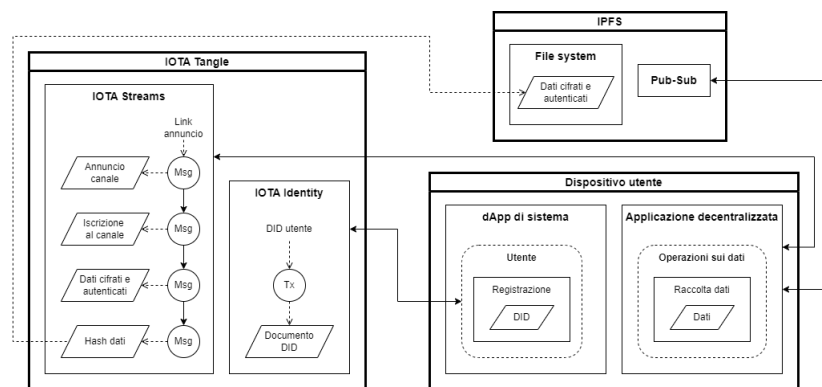 IPFS
File system
Dati cifrati e
autenticati
Pub-Sub
IOTA Tangle
IOTA Streams
Link
annuncio
Annuncio
canale
Msg
Iscrizione
al canale
Msg
Dati cifrati e
autenticati
Msg
Hash dati
Msg
IOTA Identity
DID utente
Tx
Documento
DID
Dispositivo utente
dApp di sistema
Utente
Registrazione
DID
Applicazione decentralizzata
Operazioni sui dati
Raccolta dati
Dati